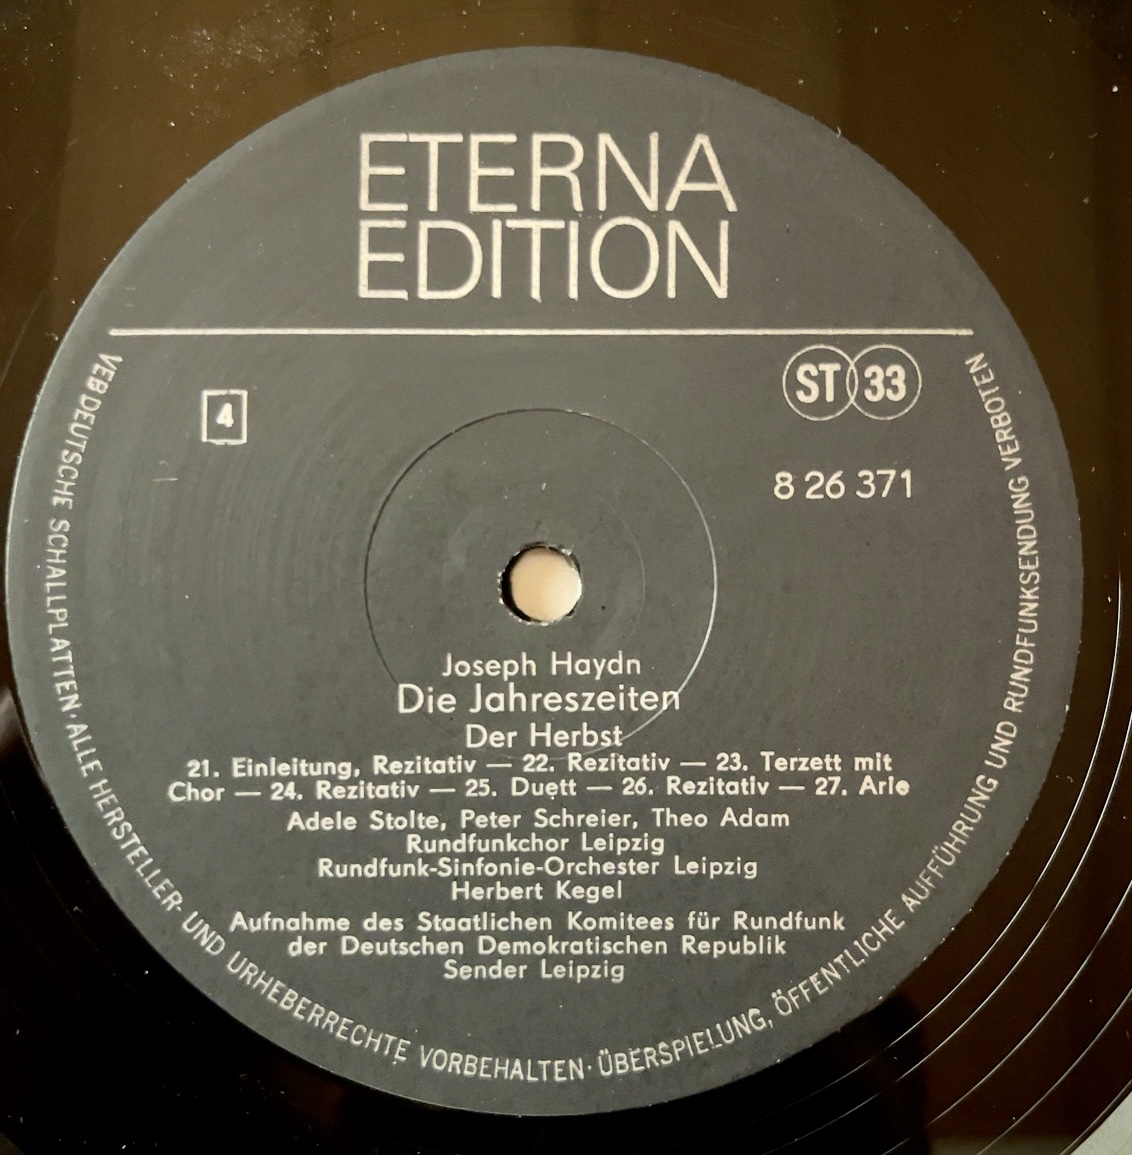 ETERNA
EDITION
4
ST 33
8 26 371
Joseph Haydn
Die Jahreszeiten
Der Herbst
21. Einleitung, Rezitativ — 22. Rezitativ — 23. Terzett mit
Chor — 24. Rezitativ — 25. Duett — 26. Rezitativ — 27. Arie
Adele Stolte, Peter Schreier, Theo Adam
Rundfunkchor Leipzig
Rundfunk-Sinfonie-Orchester Leipzig
Herbert Kegel
Aufnahme des Staatlichen Komitees für Rundfunk
der Deutschen Demokratischen Republik
Sender Leipzig
VEB DEUTSCHE SCHALLPLATTEN · ALLE HERSTELLER- UND URHEBERRECHTE VORBEHALTEN · ÜBERSPIELUNG, ÖFFENTLICHE AUFFÜHRUNG UND RUNDFUNKSENDUNG VERBOTEN